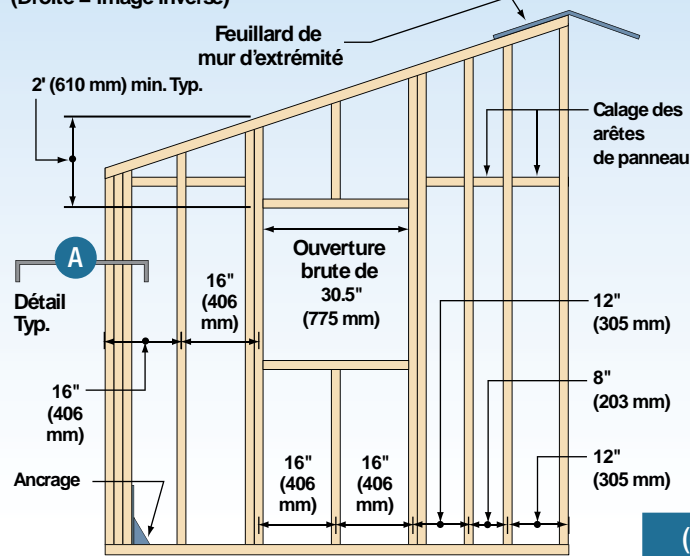 (Droite = Image inverse)
Feuillard de
mur d'extrémité
2' (610 mm) min. Typ.
Calage des
arêtes
de panneau
A
Détail
Typ.
16"
(406
mm)
Ouverture
brute de
30.5"
(775 mm)
12"
(305 mm)
16"
(406
mm)
8"
(203 mm)
16"
(406
mm)
16"
(406
mm)
12"
(305 mm)
Ancrage
(